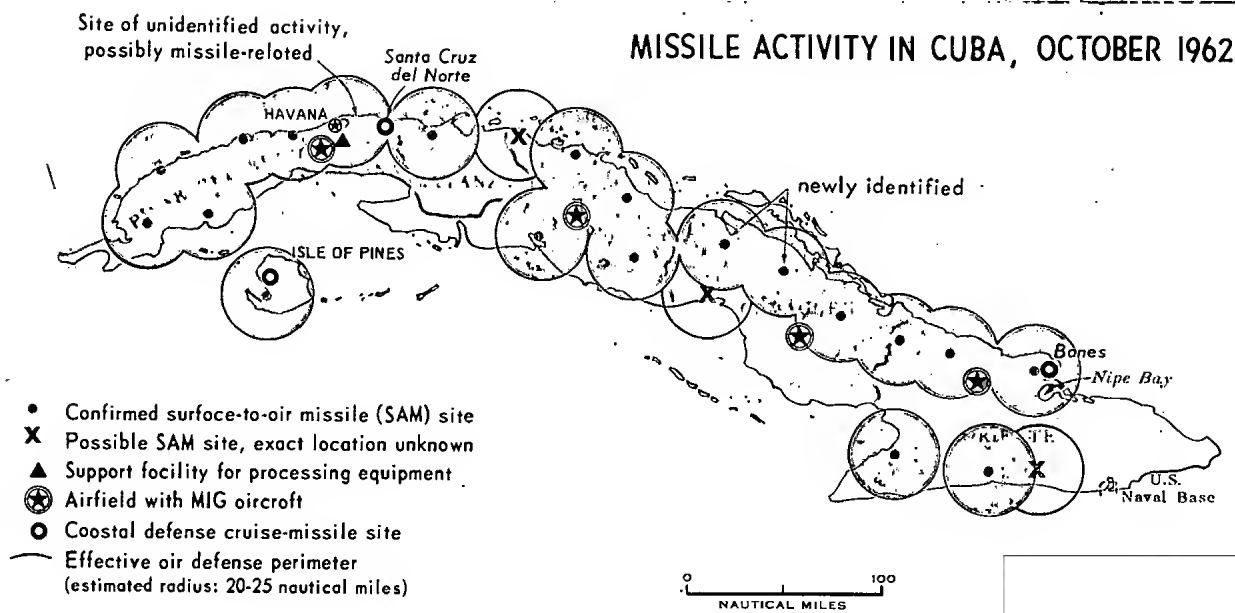 Site of unidentified activity,
possibly missile-reloted
MISSILE ACTIVITY IN CUBA, OCTOBER 1962
Santa Cruz
del Norte
HAVANA
newly identified
ISLE OF PINES
Bones
Nipe Bay
Confirmed surfoce-to-oir missile (SAM) site
X Possible SAM site, exact location unknown
Support focility for processing equipment
Airfield with MIG oircroft
Coostal defense cruise-missile site
Effective oir defense perimeter
(estimated radius: 20-25 nautical miles)
U.S.
Naval Base
0 100
NAUTICAL MILES